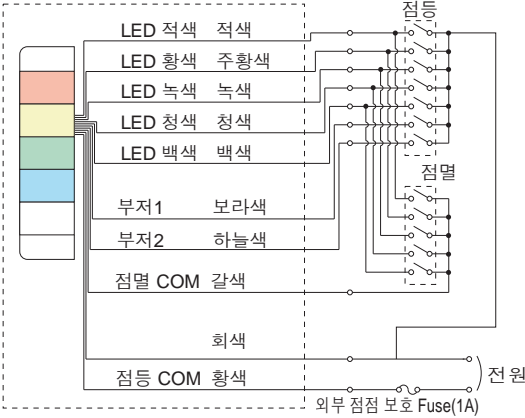 점등
LED 적색 적색
LED 황색 주황색
LED 녹색 녹색
LED 청색 청색
LED 백색 백색
점멸
부저1 보라색
부저2 하늘색
점멸 COM 갈색
회색
점등 COM 황색
전원
외부 접점 보호 Fuse(1A)